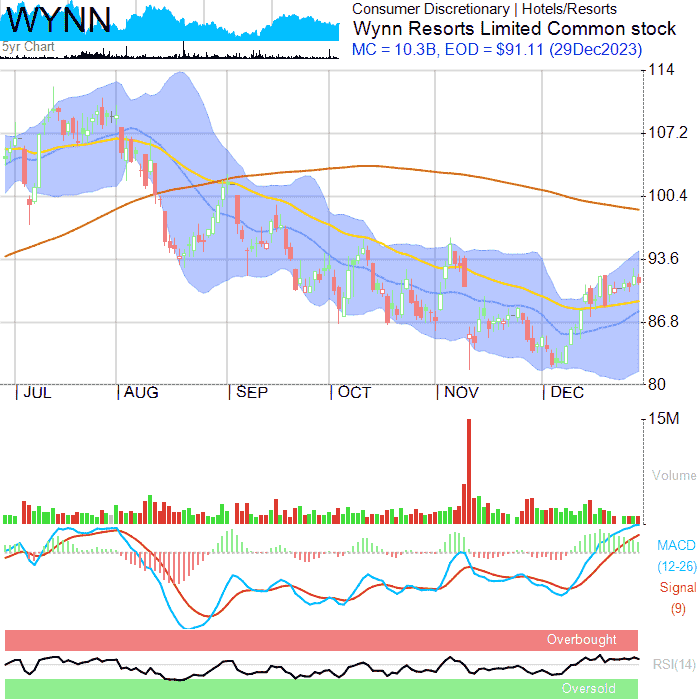 WYNN
5yr Chart
Consumer Discretionary | Hotels/Resorts
Wynn Resorts Limited Common stock
MC = 10.3B, EOD = $91.11 (29Dec2023)
114
107.2
100.4
93.6
86.8
80
JUL AUG SEP OCT NOV DEC
15M
Volume
MACD
(12-26)
Signal
(9)
Overbought
RSI(14)
Oversold